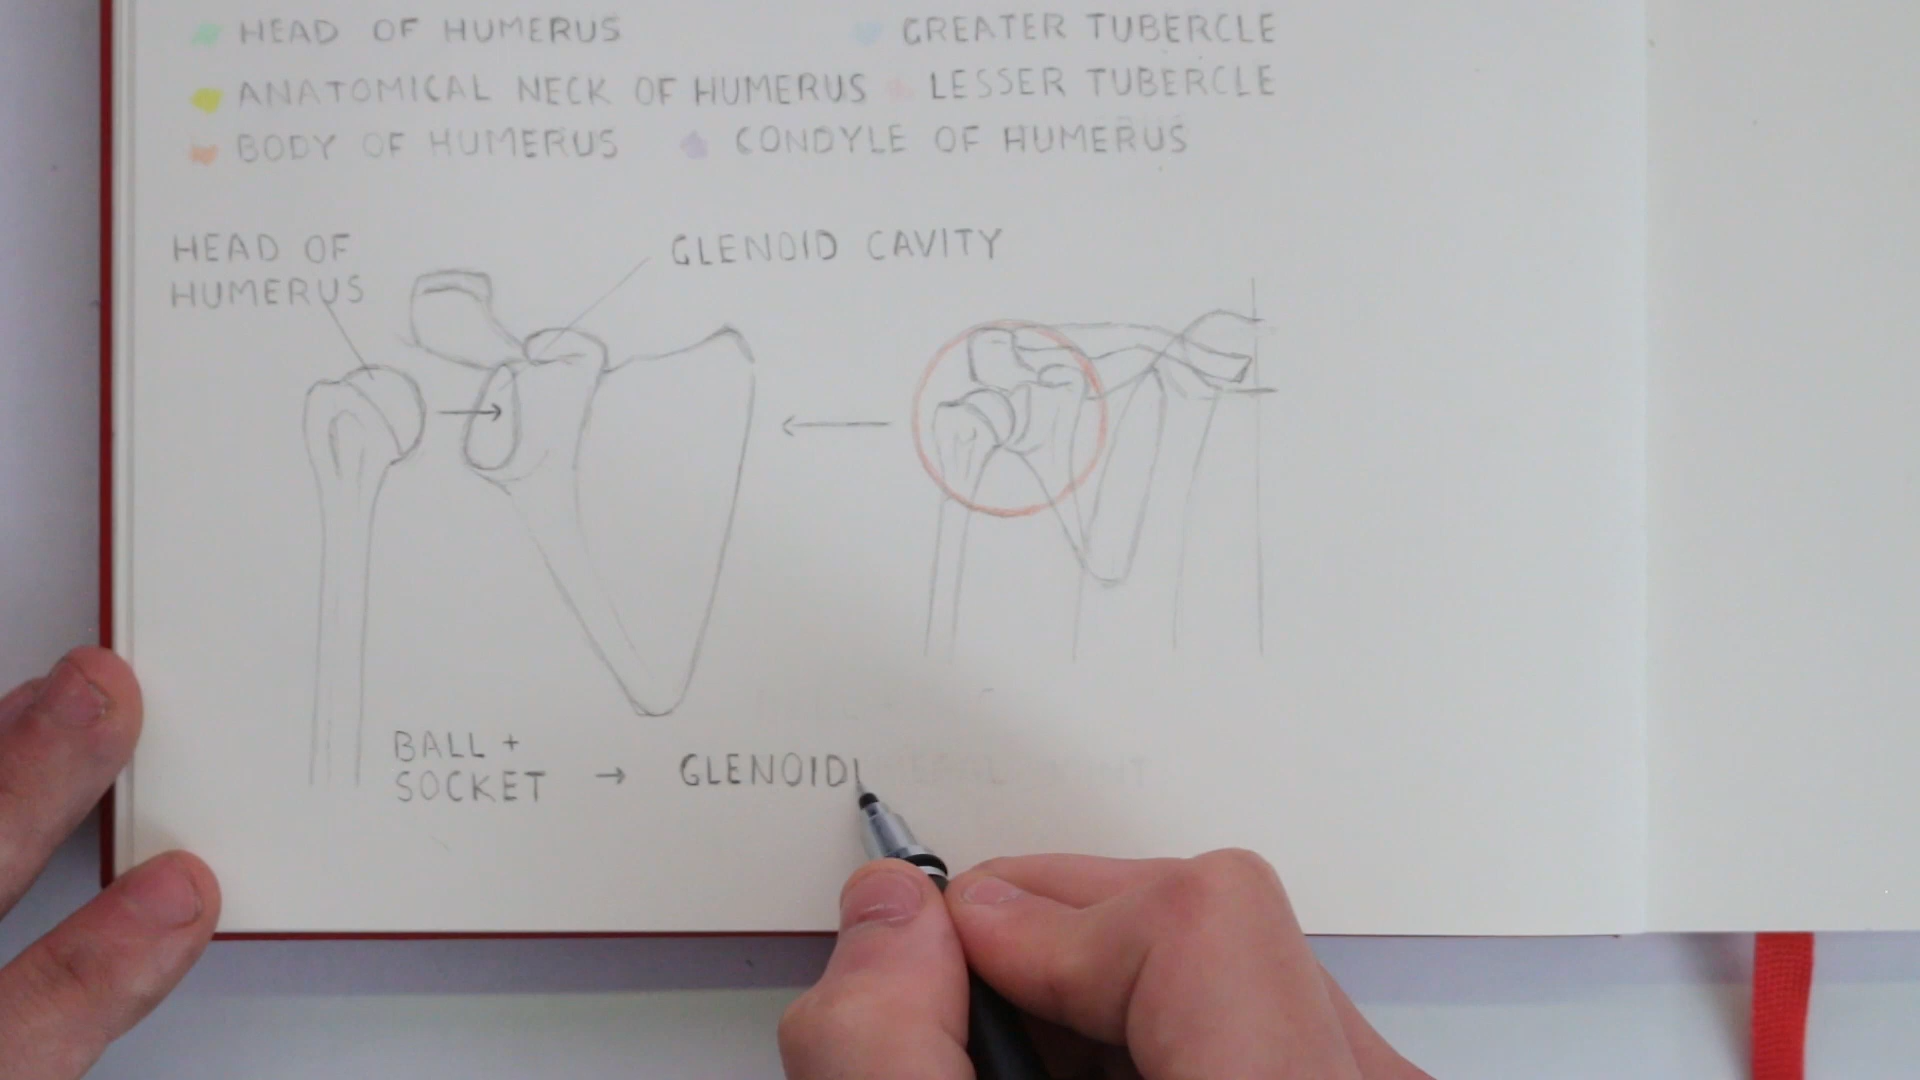 HEAD OF HUMERUS
GREATER TUBERCLE
ANATOMICAL NECK OF HUMERUS
LESSER TUBERCLE
BODY OF HUMERUS
CONDYLE OF HUMERUS
HEAD OF
HUMERUS
GLENOID CAVITY
BALL +
SOCKET → GLENOID